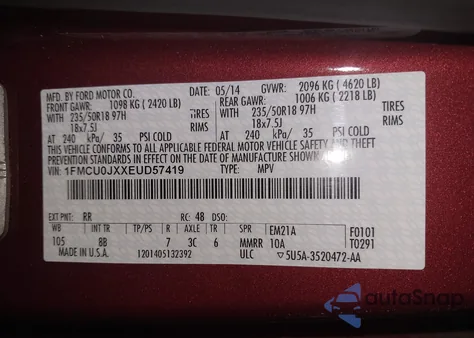 MFD. BY FORD MOTOR CO. DATE: 05/14 GVWR: 2096 KG ( 4620 LB)
FRONT GAWR: 1098 KG ( 2420 LB) REAR GAWR: 1006 KG ( 2218 LB)
WITH 235/50R18 97H TIRES WITH 235/50R18 97H TIRES
18x7.5J RIMS 18x7.5J RIMS
AT 240 kPa/ 35 PSI COLD AT 240 kPa/ 35 PSI COLD
THIS VEHICLE CONFORMS TO ALL APPLICABLE FEDERAL MOTOR VEHICLE SAFETY AND THEFT
PREVENTION STANDARDS IN EFFECT ON THE DATE OF MANUFACTURE SHOWN ABOVE.
VIN: 1FMCU0JXXEUD57419 TYPE: MPV
EXT PNT: RR RC: 48 DSO:
WB INT TR TP/PS R AXLE TR SPR EM21A F0101
105 8B 7 3C 6 MMRR 10A T0291
MADE IN U.S.A. 1201405132392 ULC ▽5U5A-3520472-AA
autoSnap